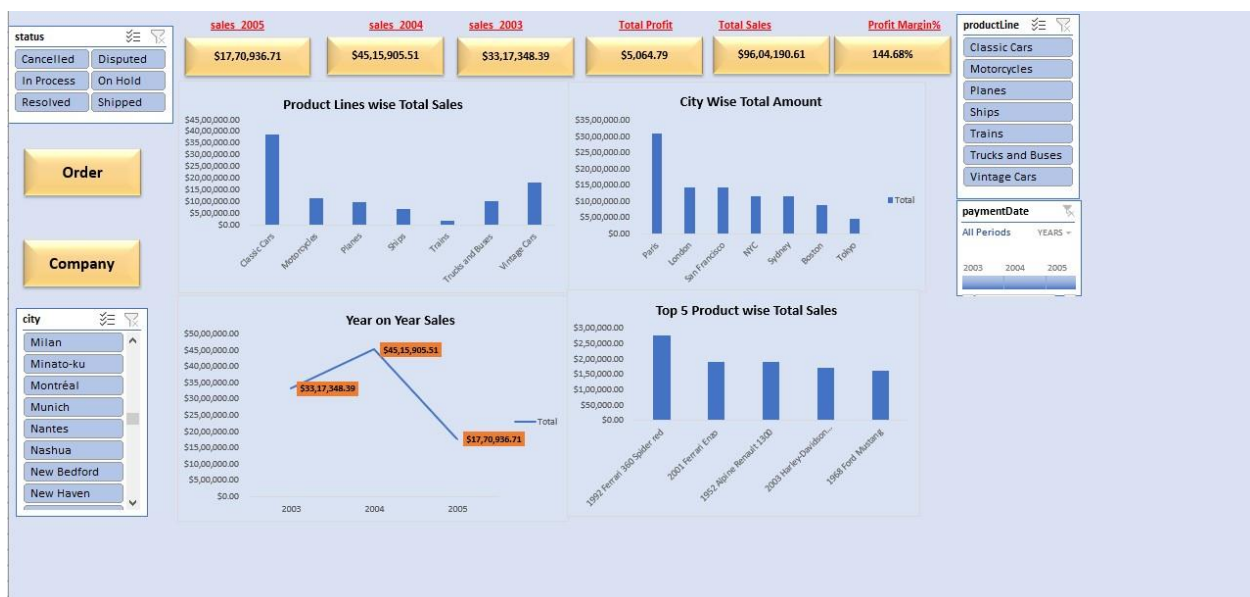 status
Cancelled Disputed
In Process On Hold
Resolved Shipped
Order
Company
city
Milan
Minato-ku
Montréal
Munich
Nantes
Nashua
New Bedford
New Haven
sales 2005 sales 2004 sales 2003 Total Profit Total Sales Profit Margin%
$17,70,936.71 $45,15,905.51 $33,17,348.39 $5,064.79 $96,04,190.61 144.68%
Product Lines wise Total Sales
$45,00,000.00
$40,00,000.00
$35,00,000.00
$30,00,000.00
$25,00,000.00
$20,00,000.00
$15,00,000.00
$10,00,000.00
$5,00,000.00
$0.00
Classic Cars
Motorcycles
Planes
Ships
Trains
Trucks and Buses
Vintage Cars
City Wise Total Amount
$35,00,000.00
$30,00,000.00
$25,00,000.00
$20,00,000.00
$15,00,000.00
$10,00,000.00
$5,00,000.00
$0.00
Paris
London
San Francisco
NYC
Sydney
Boston
Tokyo
Total
Year on Year Sales
$50,00,000.00
$45,00,000.00
$40,00,000.00
$35,00,000.00
$30,00,000.00
$25,00,000.00
$20,00,000.00
$15,00,000.00
$10,00,000.00
$5,00,000.00
$0.00
$33,17,348.39
$45,15,905.51
$17,70,936.71
Total
2003 2004 2005
Top 5 Product wise Total Sales
$3,00,000.00
$2,50,000.00
$2,00,000.00
$1,50,000.00
$1,00,000.00
$50,000.00
$0.00
1992 Ferrari 360 Spider red
2001 Ferrari Enzo
1952 Alpine Renault 1300
2003 Harley-Davidson...
1968 Ford Mustang
productLine
Classic Cars
Motorcycles
Planes
Ships
Trains
Trucks and Buses
Vintage Cars
paymentDate
All Periods YEARS
2003 2004 2005